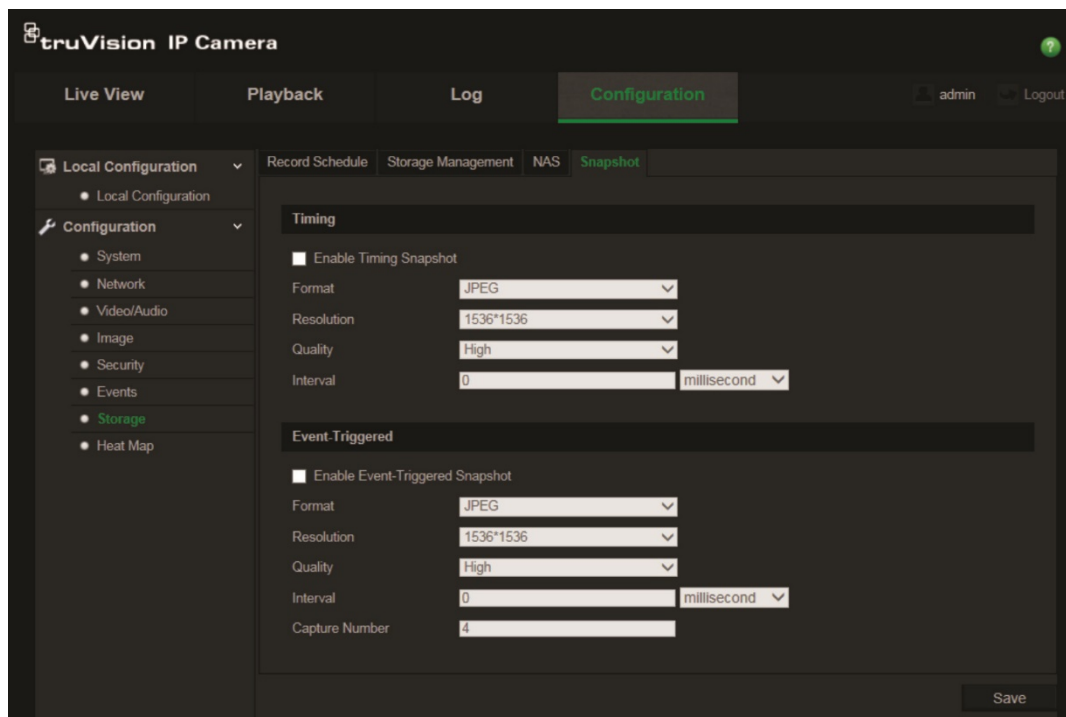 truVision IP Camera
?
Live View Playback Log Configuration admin Logout
Local Configuration
Local Configuration
Configuration
System
Network
Video/Audio
Image
Security
Events
Storage
Heat Map
Record Schedule Storage Management NAS Snapshot
Timing
Enable Timing Snapshot
Format JPEG
Resolution 1536*1536
Quality High
Interval 0 millisecond
Event-Triggered
Enable Event-Triggered Snapshot
Format JPEG
Resolution 1536*1536
Quality High
Interval 0 millisecond
Capture Number 4
Save